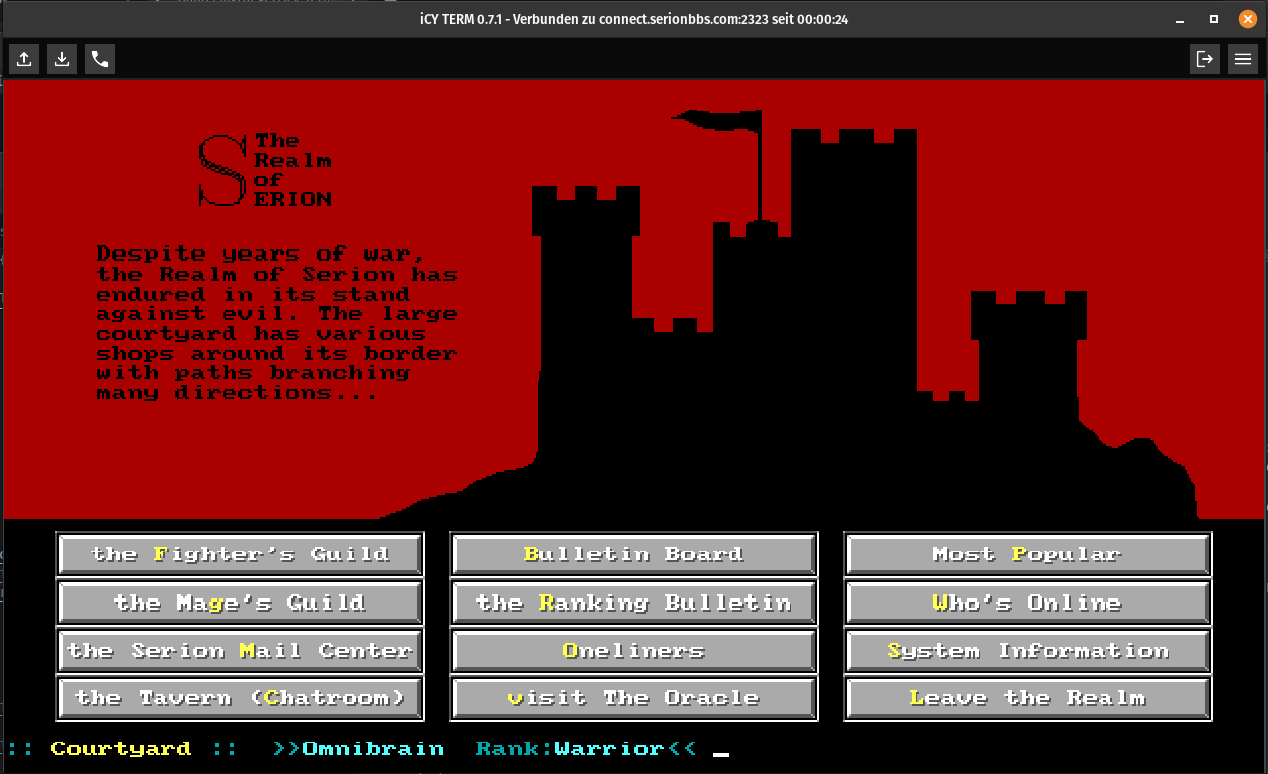 iCY TERM 0.7.1 - Verbunden zu connect.serionbbs.com:2323 seit 00:00:24
S The
Realm
of
SERION
Despite years of war,
the Realm of Serion has
endured in its stand
against evil. The large
courtyard has various
shops around its border
with paths branching
many directions...
the Fighter's Guild
Bulletin Board
Most Popular
the Mage's Guild
the Ranking Bulletin
Who's Online
the Serion Mail Center
Oneliners
System Information
the Tavern (Chatroom)
visit The Oracle
Leave the Realm
:: Courtyard :: >>Omnibrain Rank:Warrior<<